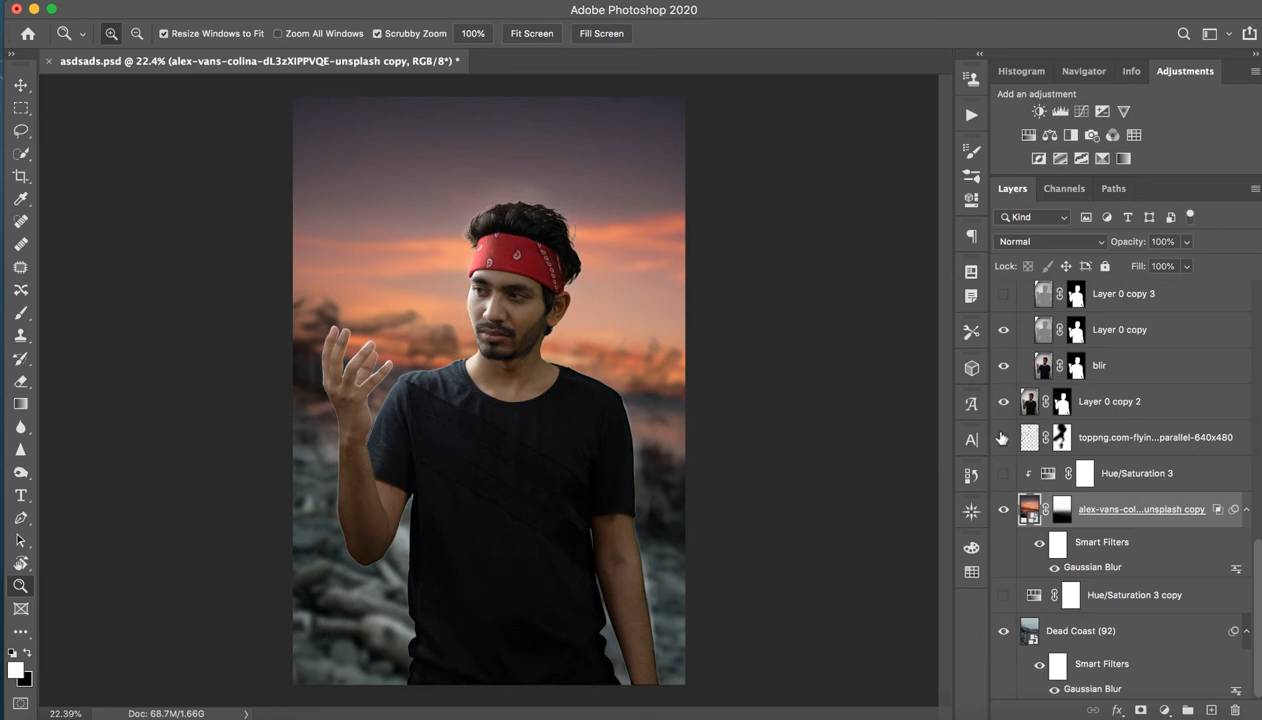 Adobe Photoshop 2020
Resize Windows to Fit Zoom All Windows Scrubby Zoom 100% Fit Screen Fill Screen
asdsads.psd @ 22.4% (alex-vans-colina-dL3zXIPPVQE-unsplash copy, RGB/8*) *
Histogram Navigator Info Adjustments
Add an adjustment
Layers Channels Paths
Kind
Normal Opacity: 100%
Lock: Fill: 100%
Layer 0 copy 3
Layer 0 copy
blir
Layer 0 copy 2
toppng.com-flyin...parallel-640x480
Hue/Saturation 3
alex-vans-col...unsplash copy
Smart Filters
Gaussian Blur
Hue/Saturation 3 copy
Dead Coast (92)
Smart Filters
Gaussian Blur
22.39% Doc: 68.7M/1.66G
fx